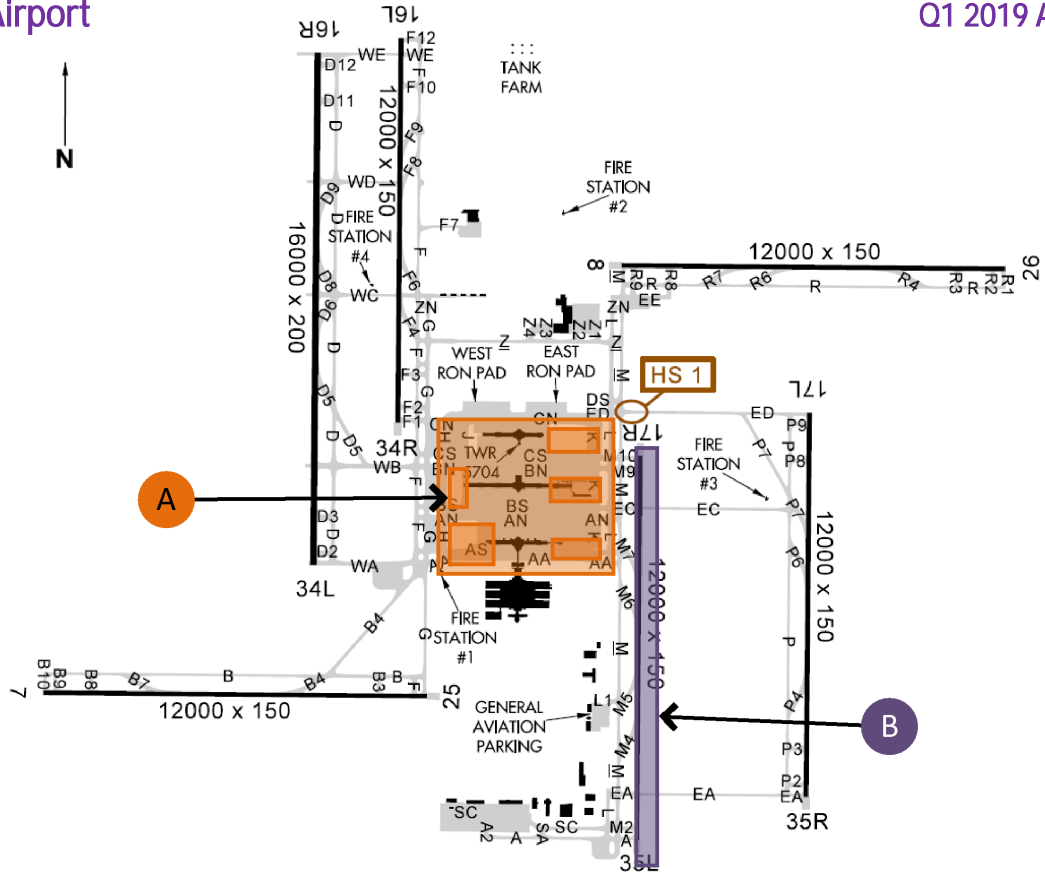 Airport
Q1 2019 A
16R
16L
F12
WE
WE
D12
F
F10
D11
D
12000 x 150
F9
F8
WD
D9
D
FIRE
STATION
#4
F7
16000 x 200
F
D8
WC
F6
D6
ZN
G
F4
D
F
F3
G
D5
F2
F1
34R
D
D5
WB
F
D3
D
D2
F
G
WA
34L
N
TANK
FARM
FIRE
STATION
#2
12000 x 150
8
26
M
R9
R
R8
R7
R6
R
R4
R3
R
R2
R1
EE
ZN
L
Z4
Z3
Z2
Z1
Z
Z
M
WEST
RON PAD
EAST
RON PAD
HS 1
DS
ED
ED
17L
CN
CN
H
J
K
L
17R
P9
P
P8
P7
CS
TWR
5704
CS
BN
BN
M10
M9
FIRE
STATION
#3
A
L
K
M
BS
EC
EC
P7
AN
AN
AN
H
AS
AA
AA
K
L
M7
P6
12000 x 150
M6
12000 x 150
FIRE
STATION
#1
B4
G
M
P
B10
B9
B8
B7
B
B4
B3
B
F
7
25
12000 x 150
GENERAL
AVIATION
PARKING
L1
M5
P4
B
M4
P3
M
P2
EA
EA
EA
35R
SC
A2
A
SA
SC
L
M2
A
35L